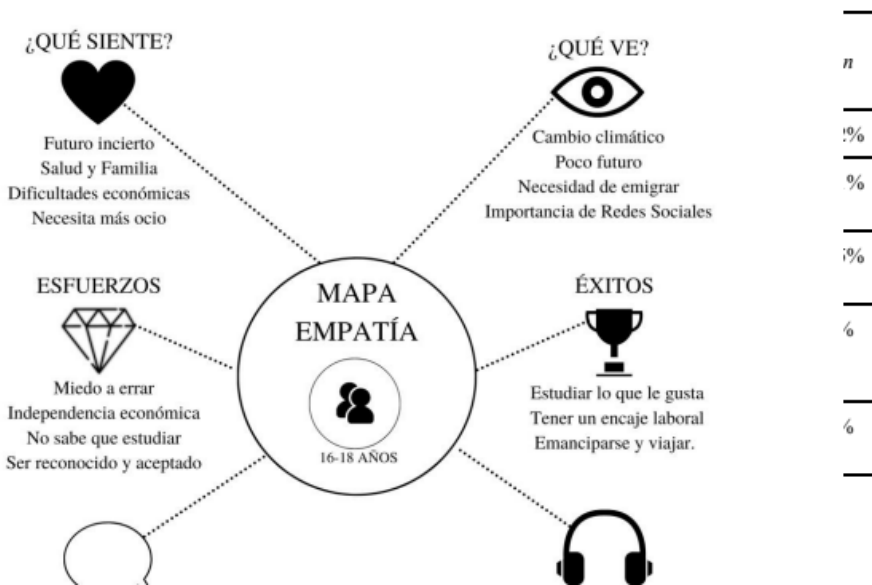 ¿QUÉ SIENTE?
Futuro incierto
Salud y Familia
Dificultades económicas
Necesita más ocio
¿QUÉ VE?
Cambio climático
Poco futuro
Necesidad de emigrar
Importancia de Redes Sociales
ESFUERZOS
Miedo a errar
Independencia económica
No sabe que estudiar
Ser reconocido y aceptado
MAPA
EMPATÍA
16-18 AÑOS
ÉXITOS
Estudiar lo que le gusta
Tener un encaje laboral
Emanciparse y viajar.
n
%
%
%
%
%